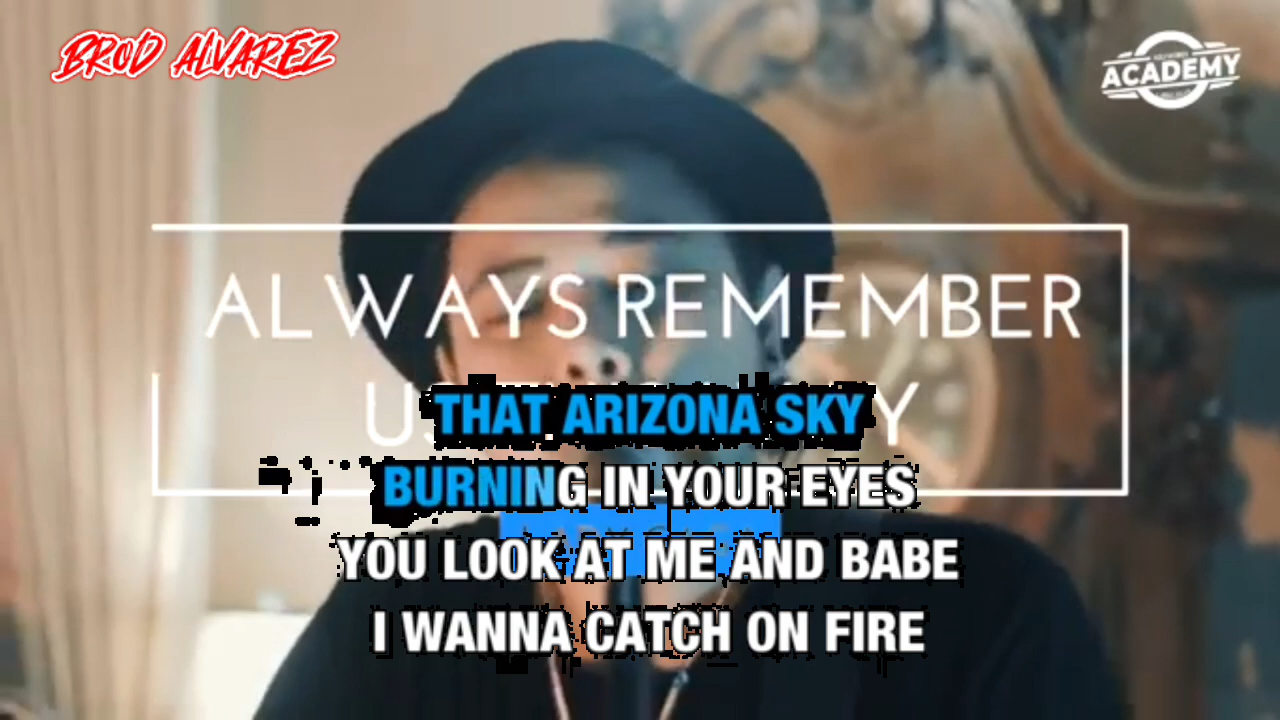 BROD ALVAREZ
ACADEMY
ALWAYS REMEMBER
THAT ARIZONA SKY
BURNING IN YOUR EYES
YOU LOOK AT ME AND BABE
I WANNA CATCH ON FIRE